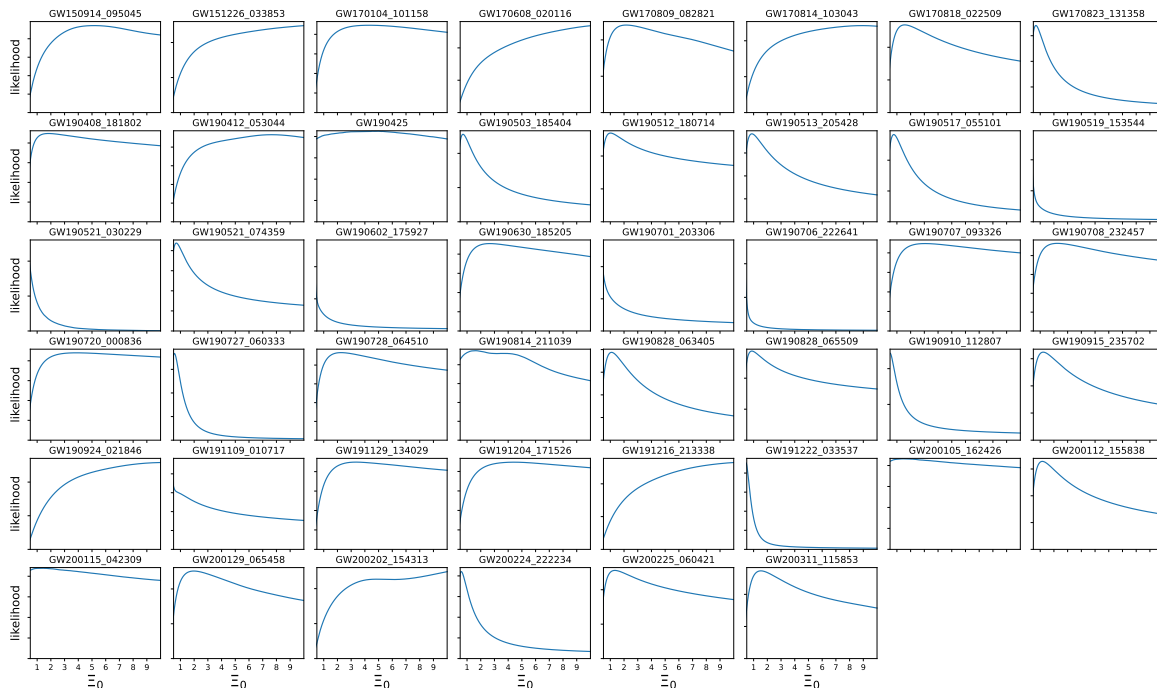 GW150914_095045 GW151226_033853 GW170104_101158 GW170608_020116 GW170809_082821 GW170814_103043 GW170818_022509 GW170823_131358
likelihood
GW190408_181802 GW190412_053044 GW190425 GW190503_185404 GW190512_180714 GW190513_205428 GW190517_055101 GW190519_153544
likelihood
GW190521_030229 GW190521_074359 GW190602_175927 GW190630_185205 GW190701_203306 GW190706_222641 GW190707_093326 GW190708_232457
likelihood
GW190720_000836 GW190727_060333 GW190728_064510 GW190814_211039 GW190828_063405 GW190828_065509 GW190910_112807 GW190915_235702
likelihood
GW190924_021846 GW191109_010717 GW191129_134029 GW191204_171526 GW191216_213338 GW191222_033537 GW200105_162426 GW200112_155838
likelihood
GW200115_042309 GW200129_065458 GW200202_154313 GW200224_222234 GW200225_060421 GW200311_115853
likelihood
1 2 3 4 5 6 7 8 9 1 2 3 4 5 6 7 8 9 1 2 3 4 5 6 7 8 9 1 2 3 4 5 6 7 8 9 1 2 3 4 5 6 7 8 9 1 2 3 4 5 6 7 8 9
Ξ0 Ξ0 Ξ0 Ξ0 Ξ0 Ξ0